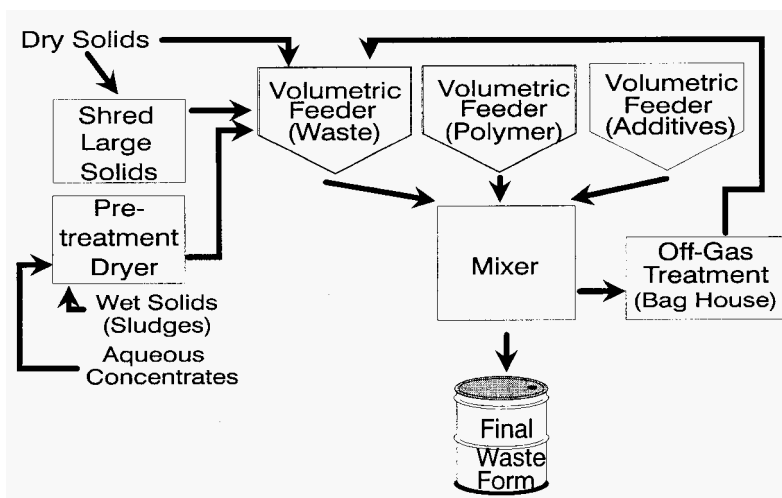 Dry Solids
Volumetric
Feeder
(Waste)
Volumetric
Feeder
(Polymer)
Volumetric
Feeder
(Additives)
Shred
Large
Solids
Pre-
treatment
Dryer
Wet Solids
(Sludges)
Aqueous
Concentrates
Mixer
Off-Gas
Treatment
(Bag House)
Final
Waste
Form